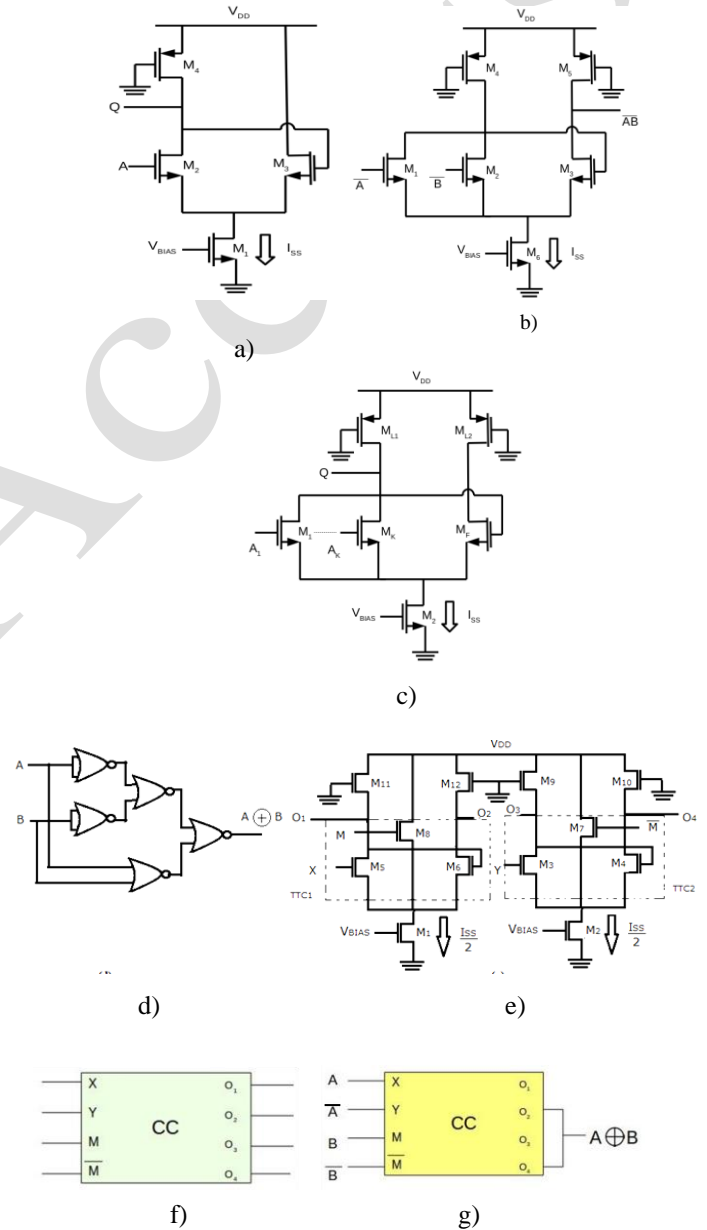 VDD VDD
M4 M4 M5
Q AB
A M2 M3 A M1 B M2 M3
VBIAS M1 ISS VBIAS M6 ISS
a) b)
VDD
ML1 ML2
Q
A1 M1 AK MK MF
VBIAS M2 ISS
c)
A B A ⊕ B
VDD
M11 M12 M9 M10
O1 O2 O3 O4
M M8 M7 M
X M5 M6 Y M3 M4
TTC1 TTC2
VBIAS M1 ISS/2 VBIAS M2 ISS/2
d) e)
X O1 A X O1
Y O2 A Y O2
CC CC A⊕B
M O3 B M O3
M O4 B M O4
f) g)